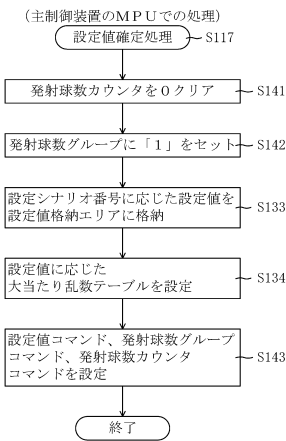 （主制御装置のＭＰＵでの処理）
設定値確定処理
S117
発射球数カウンタを０クリア
S141
発射球数グループに「１」をセット
S142
設定シナリオ番号に応じた設定値を
設定値格納エリアに格納
S133
設定値に応じた
大当たり乱数テーブルを設定
S134
設定値コマンド、発射球数グループ
コマンド、発射球数カウンタ
コマンドを設定
S143
終了